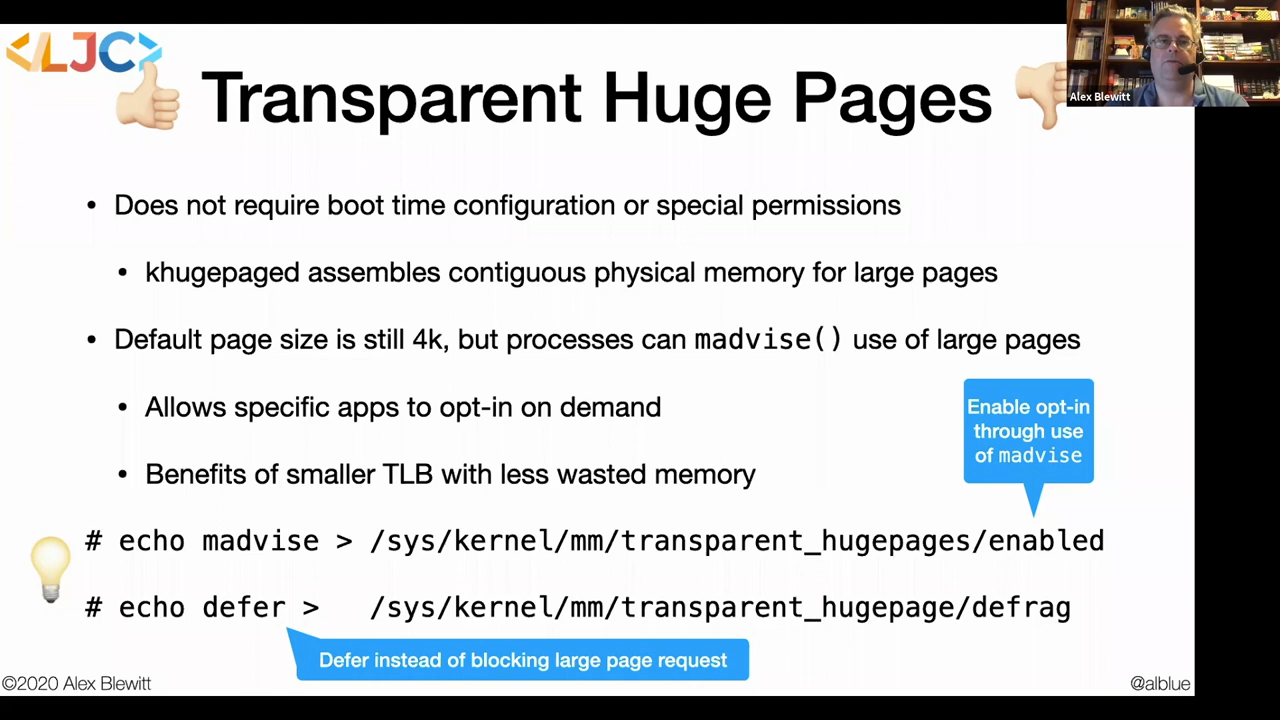 <LJC>
Transparent Huge Pages
Alex Blewitt
• Does not require boot time configuration or special permissions
• khugepaged assembles contiguous physical memory for large pages
• Default page size is still 4k, but processes can madvise() use of large pages
• Allows specific apps to opt-in on demand
Enable opt-in
through use
of madvise
• Benefits of smaller TLB with less wasted memory
# echo madvise > /sys/kernel/mm/transparent_hugepages/enabled
# echo defer >   /sys/kernel/mm/transparent_hugepage/defrag
Defer instead of blocking large page request
©2020 Alex Blewitt
@alblue